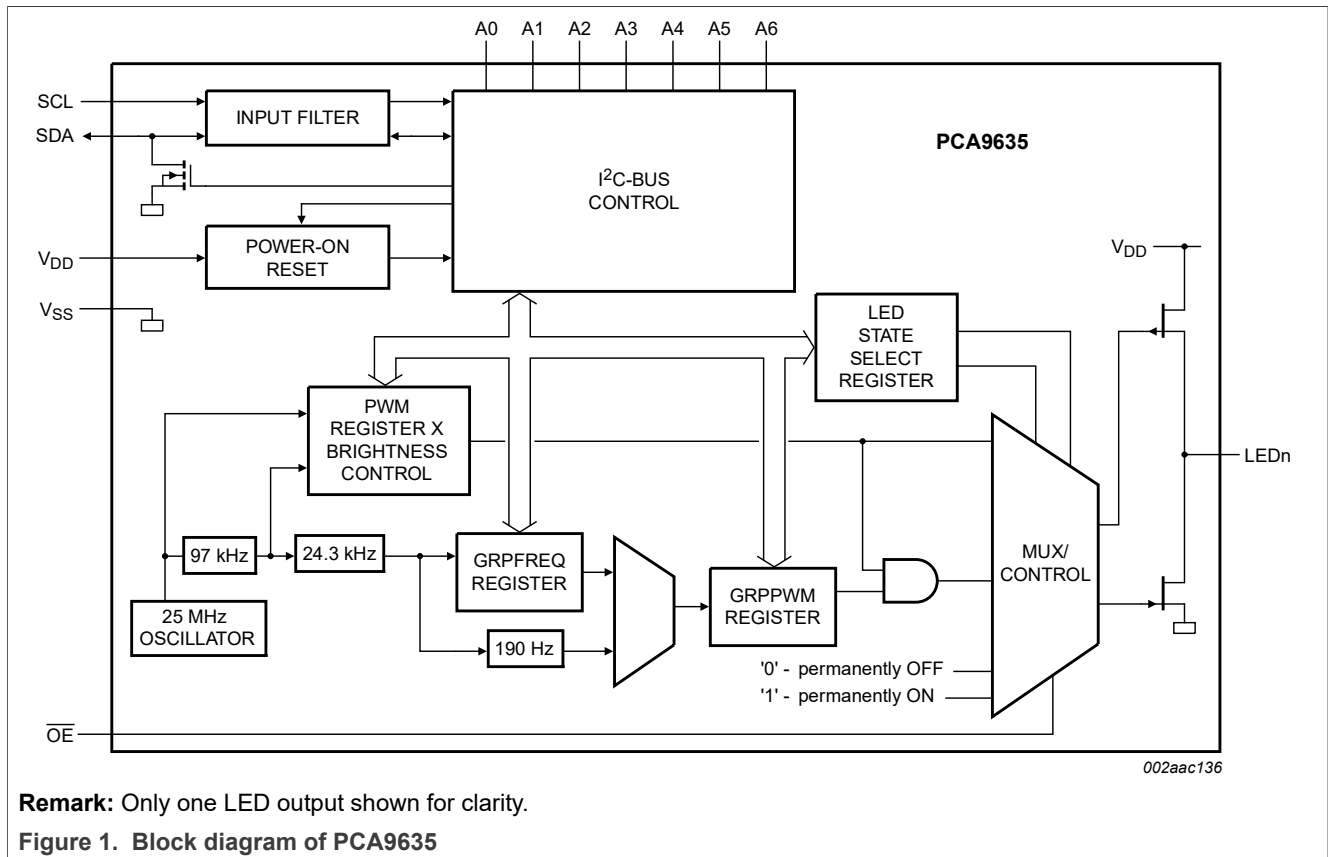 A0 A1 A2 A3 A4 A5 A6
SCL
SDA
INPUT FILTER
I²C-BUS
CONTROL
PCA9635
POWER-ON
RESET
VDD
VSS
VDD
LED
STATE
SELECT
REGISTER
PWM
REGISTER X
BRIGHTNESS
CONTROL
LEDn
97 kHz
24.3 kHz
GRPFREQ
REGISTER
GRPPWM
REGISTER
MUX/
CONTROL
25 MHz
OSCILLATOR
190 Hz
'0' - permanently OFF
'1' - permanently ON
OE
002aac136
Remark: Only one LED output shown for clarity.
Figure 1. Block diagram of PCA9635